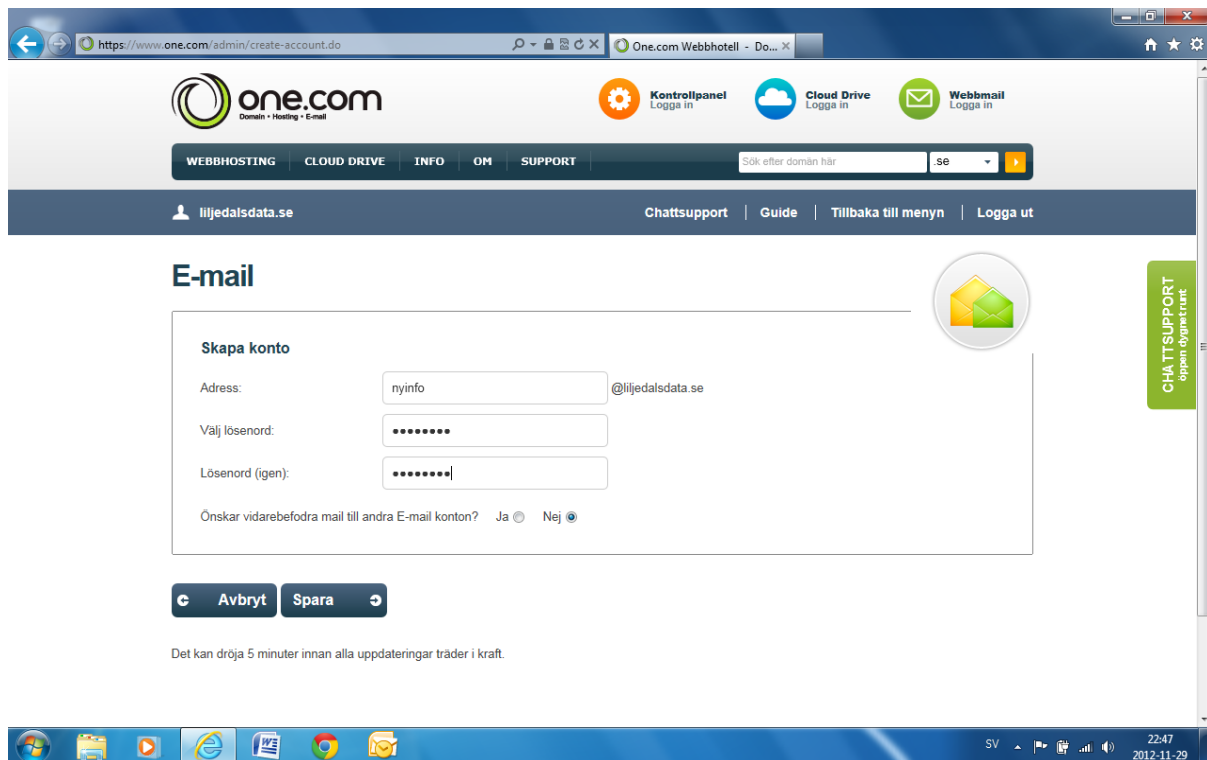 https://www.one.com/admin/create-account.do
One.com Webbhotell - Do...
one.com
Domain • Hosting • E-mail
Kontrollpanel
Logga in
Cloud Drive
Logga in
Webbmail
Logga in
WEBBHOSTING CLOUD DRIVE INFO OM SUPPORT
Sök efter domän här
.se
liljedalsdata.se
Chattsupport | Guide | Tillbaka till menyn | Logga ut
E-mail
CHATTSUPPORT
öppen dygnet runt
Skapa konto
Adress: nyinfo @liljedalsdata.se
Välj lösenord: ••••••••
Lösenord (igen): ••••••••
Önskar vidarebefodra mail till andra E-mail konton? Ja Nej
Avbryt Spara
Det kan dröja 5 minuter innan alla uppdateringar träder i kraft.
SV
22:47
2012-11-29